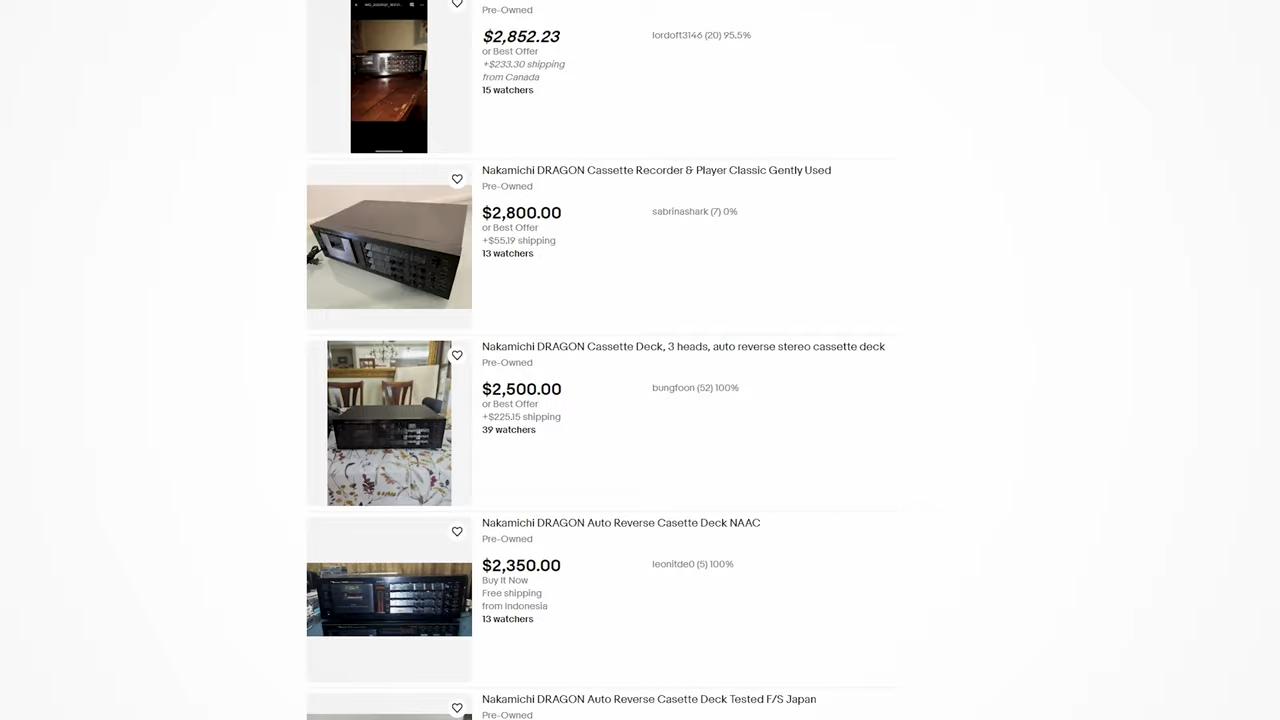 Pre-Owned
$2,852.23
lordoft3146 (20) 95.5%
or Best Offer
+$233.30 shipping
from Canada
15 watchers
Nakamichi DRAGON Cassette Recorder & Player Classic Gently Used
Pre-Owned
$2,800.00
sabrinashark (7) 0%
or Best Offer
+$55.19 shipping
13 watchers
Nakamichi DRAGON Cassette Deck, 3 heads, auto reverse stereo cassette deck
Pre-Owned
$2,500.00
bungfoon (52) 100%
or Best Offer
+$225.15 shipping
39 watchers
Nakamichi DRAGON Auto Reverse Casette Deck NAAC
Pre-Owned
$2,350.00
leonitde0 (5) 100%
Buy It Now
Free shipping
from Indonesia
13 watchers
Nakamichi DRAGON Auto Reverse Casette Deck Tested F/S Japan
Pre-Owned